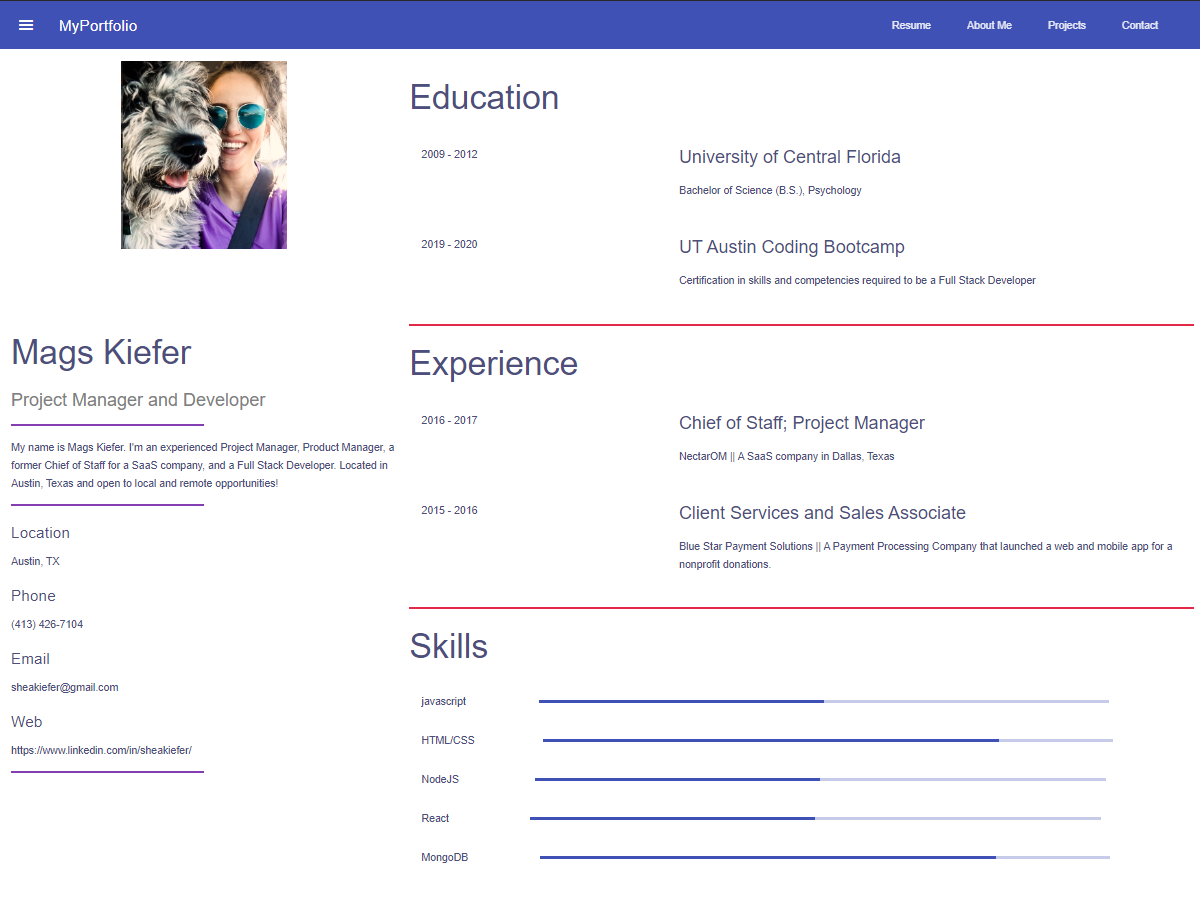 MyPortfolio
Resume
About Me
Projects
Contact
Mags Kiefer
Project Manager and Developer
My name is Mags Kiefer. I'm an experienced Project Manager, Product Manager, a
former Chief of Staff for a SaaS company, and a Full Stack Developer. Located in
Austin, Texas and open to local and remote opportunities!
Location
Austin, TX
Phone
(413) 426-7104
Email
sheakiefer@gmail.com
Web
https://www.linkedin.com/in/sheakiefer/
Education
2009 - 2012
University of Central Florida
Bachelor of Science (B.S.), Psychology
2019 - 2020
UT Austin Coding Bootcamp
Certification in skills and competencies required to be a Full Stack Developer
Experience
2016 - 2017
Chief of Staff; Project Manager
NectarOM || A SaaS company in Dallas, Texas
2015 - 2016
Client Services and Sales Associate
Blue Star Payment Solutions || A Payment Processing Company that launched a web and mobile app for a
nonprofit donations.
Skills
javascript
HTML/CSS
NodeJS
React
MongoDB